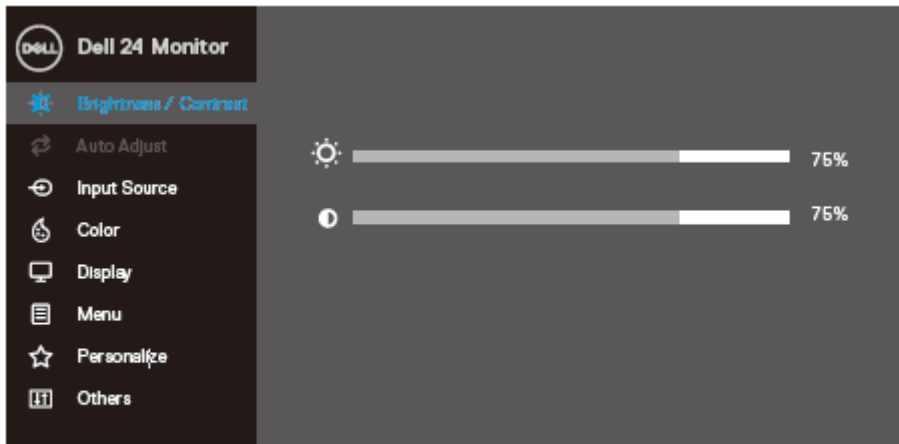 DELL Dell 24 Monitor
Brightness / Contrast
Auto Adjust
75%
Input Source
75%
Color
Display
Menu
Personalize
Others